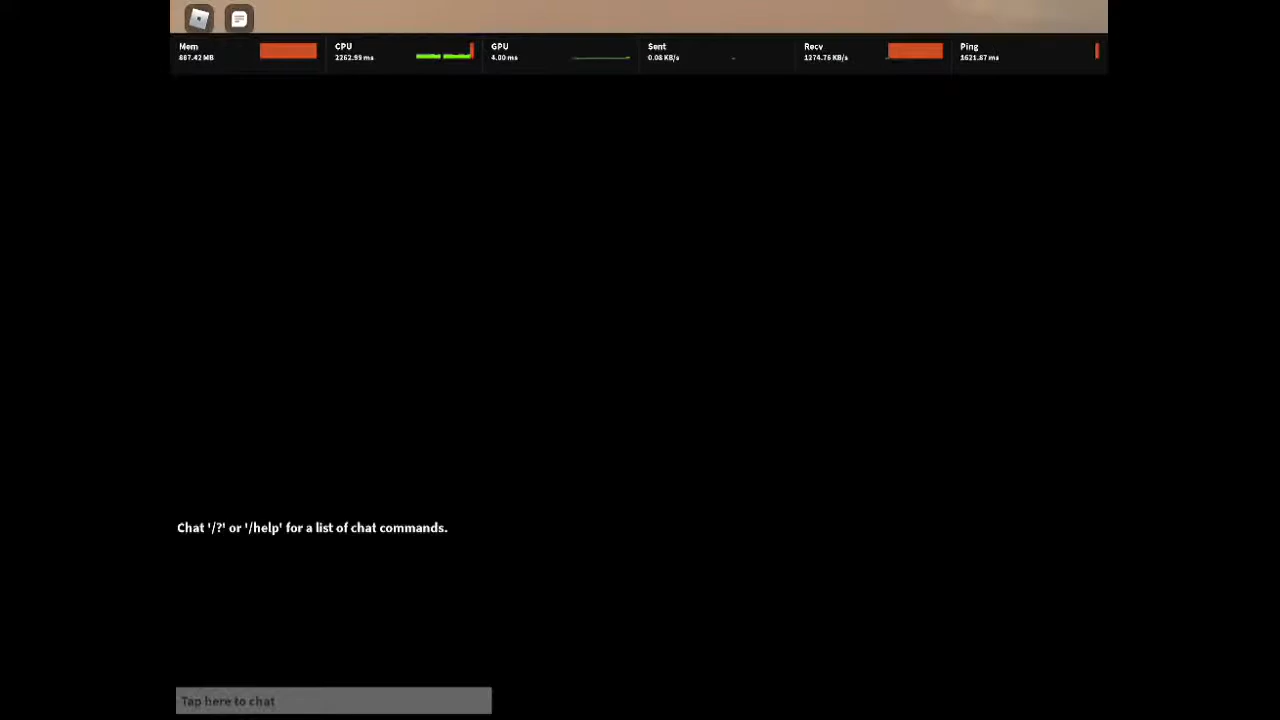 Mem CPU GPU Sent Recv Ping
887.42 MB 2262.99 ms 4.00 ms 0.08 KB/s 1274.76 KB/s 1621.87 ms
Chat '/?' or '/help' for a list of chat commands.
Tap here to chat